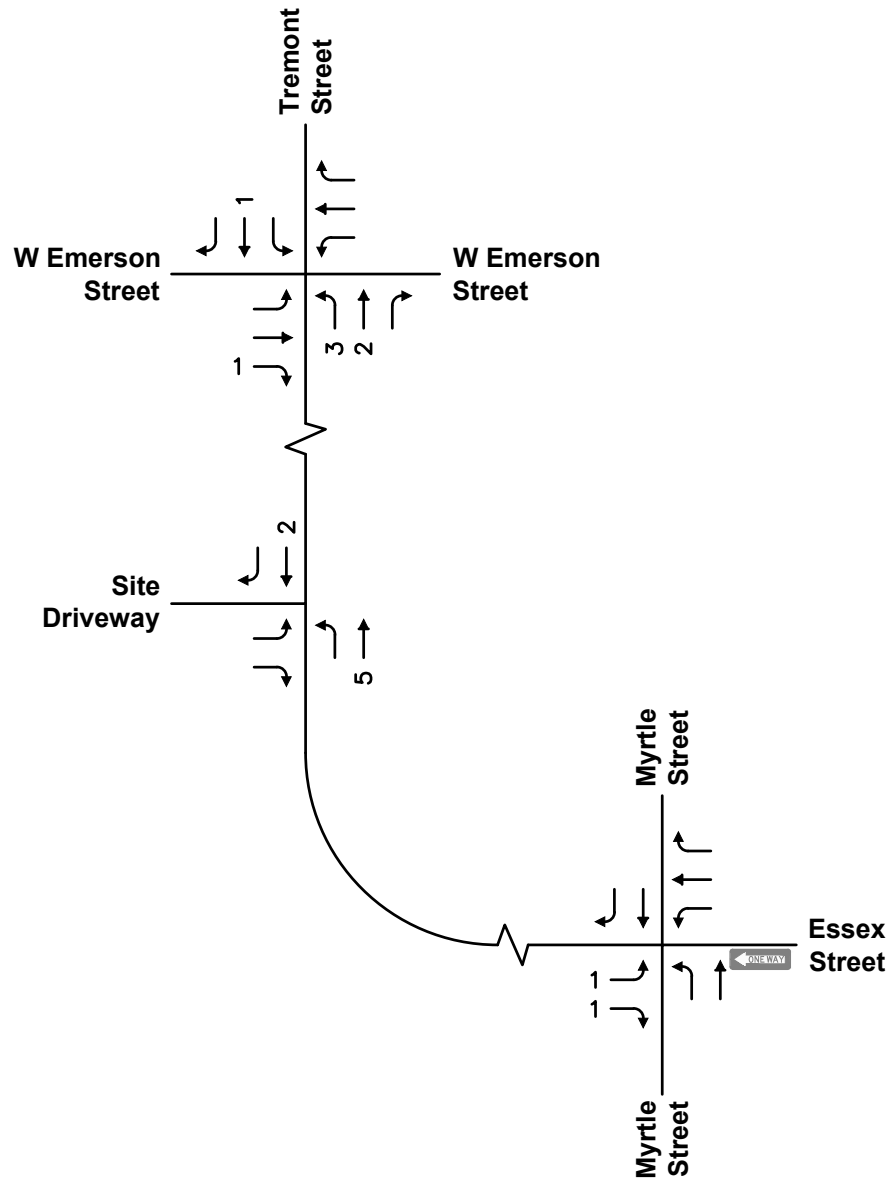 Tremont
Street
1
W Emerson
Street
W Emerson
Street
1
3
2
2
Site
Driveway
5
Myrtle
Street
Essex
Street
ONE WAY
1
1
Myrtle
Street